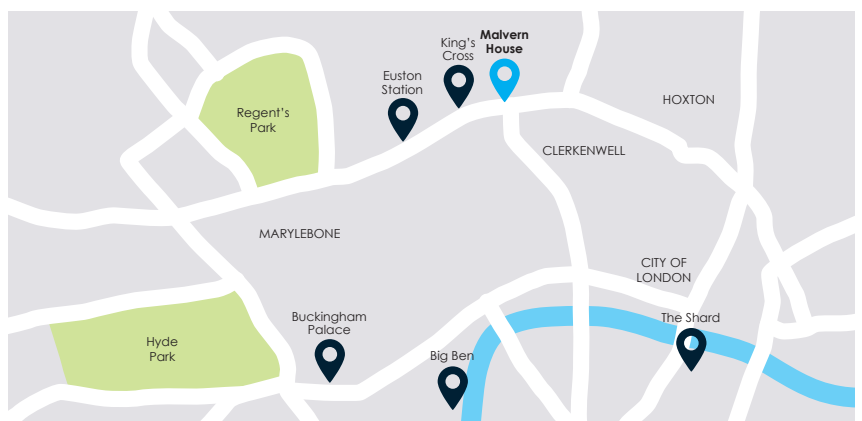 Malvern
House
King's
Cross
Euston
Station
HOXTON
Regent's
Park
CLERKENWELL
MARYLEBONE
CITY OF
LONDON
Buckingham
Palace
The Shard
Hyde
Park
Big Ben